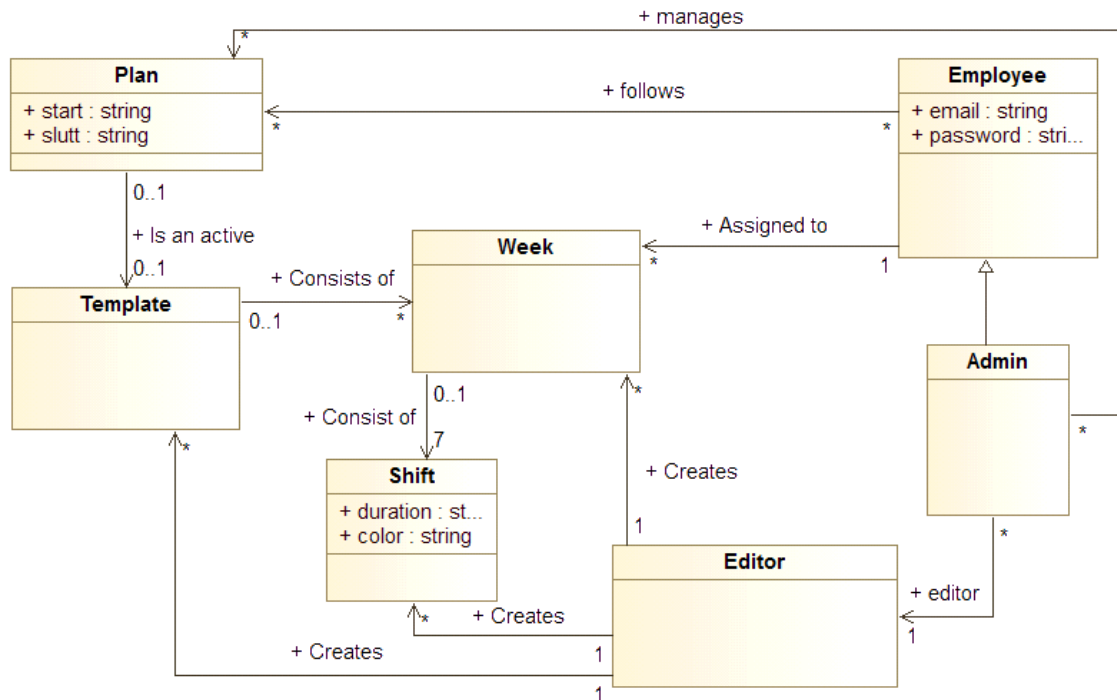 + manages
*
Plan
+ start : string
+ slutt : string
Employee
+ email : string
+ password : stri...
+ follows
*
*
0..1
+ Is an active
0..1
Template
+ Assigned to
*
1
Week
+ Consists of
0..1
*
Admin
*
0..1
+ Consist of
7
*
*
Shift
+ duration : st...
+ color : string
+ Creates
1
*
Editor
+ editor
1
*
+ Creates
1
+ Creates
1